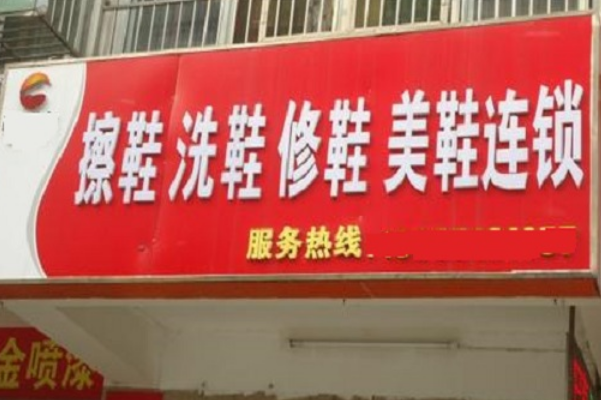 擦鞋 洗鞋 修鞋 美鞋连锁
服务热线
金喷漆